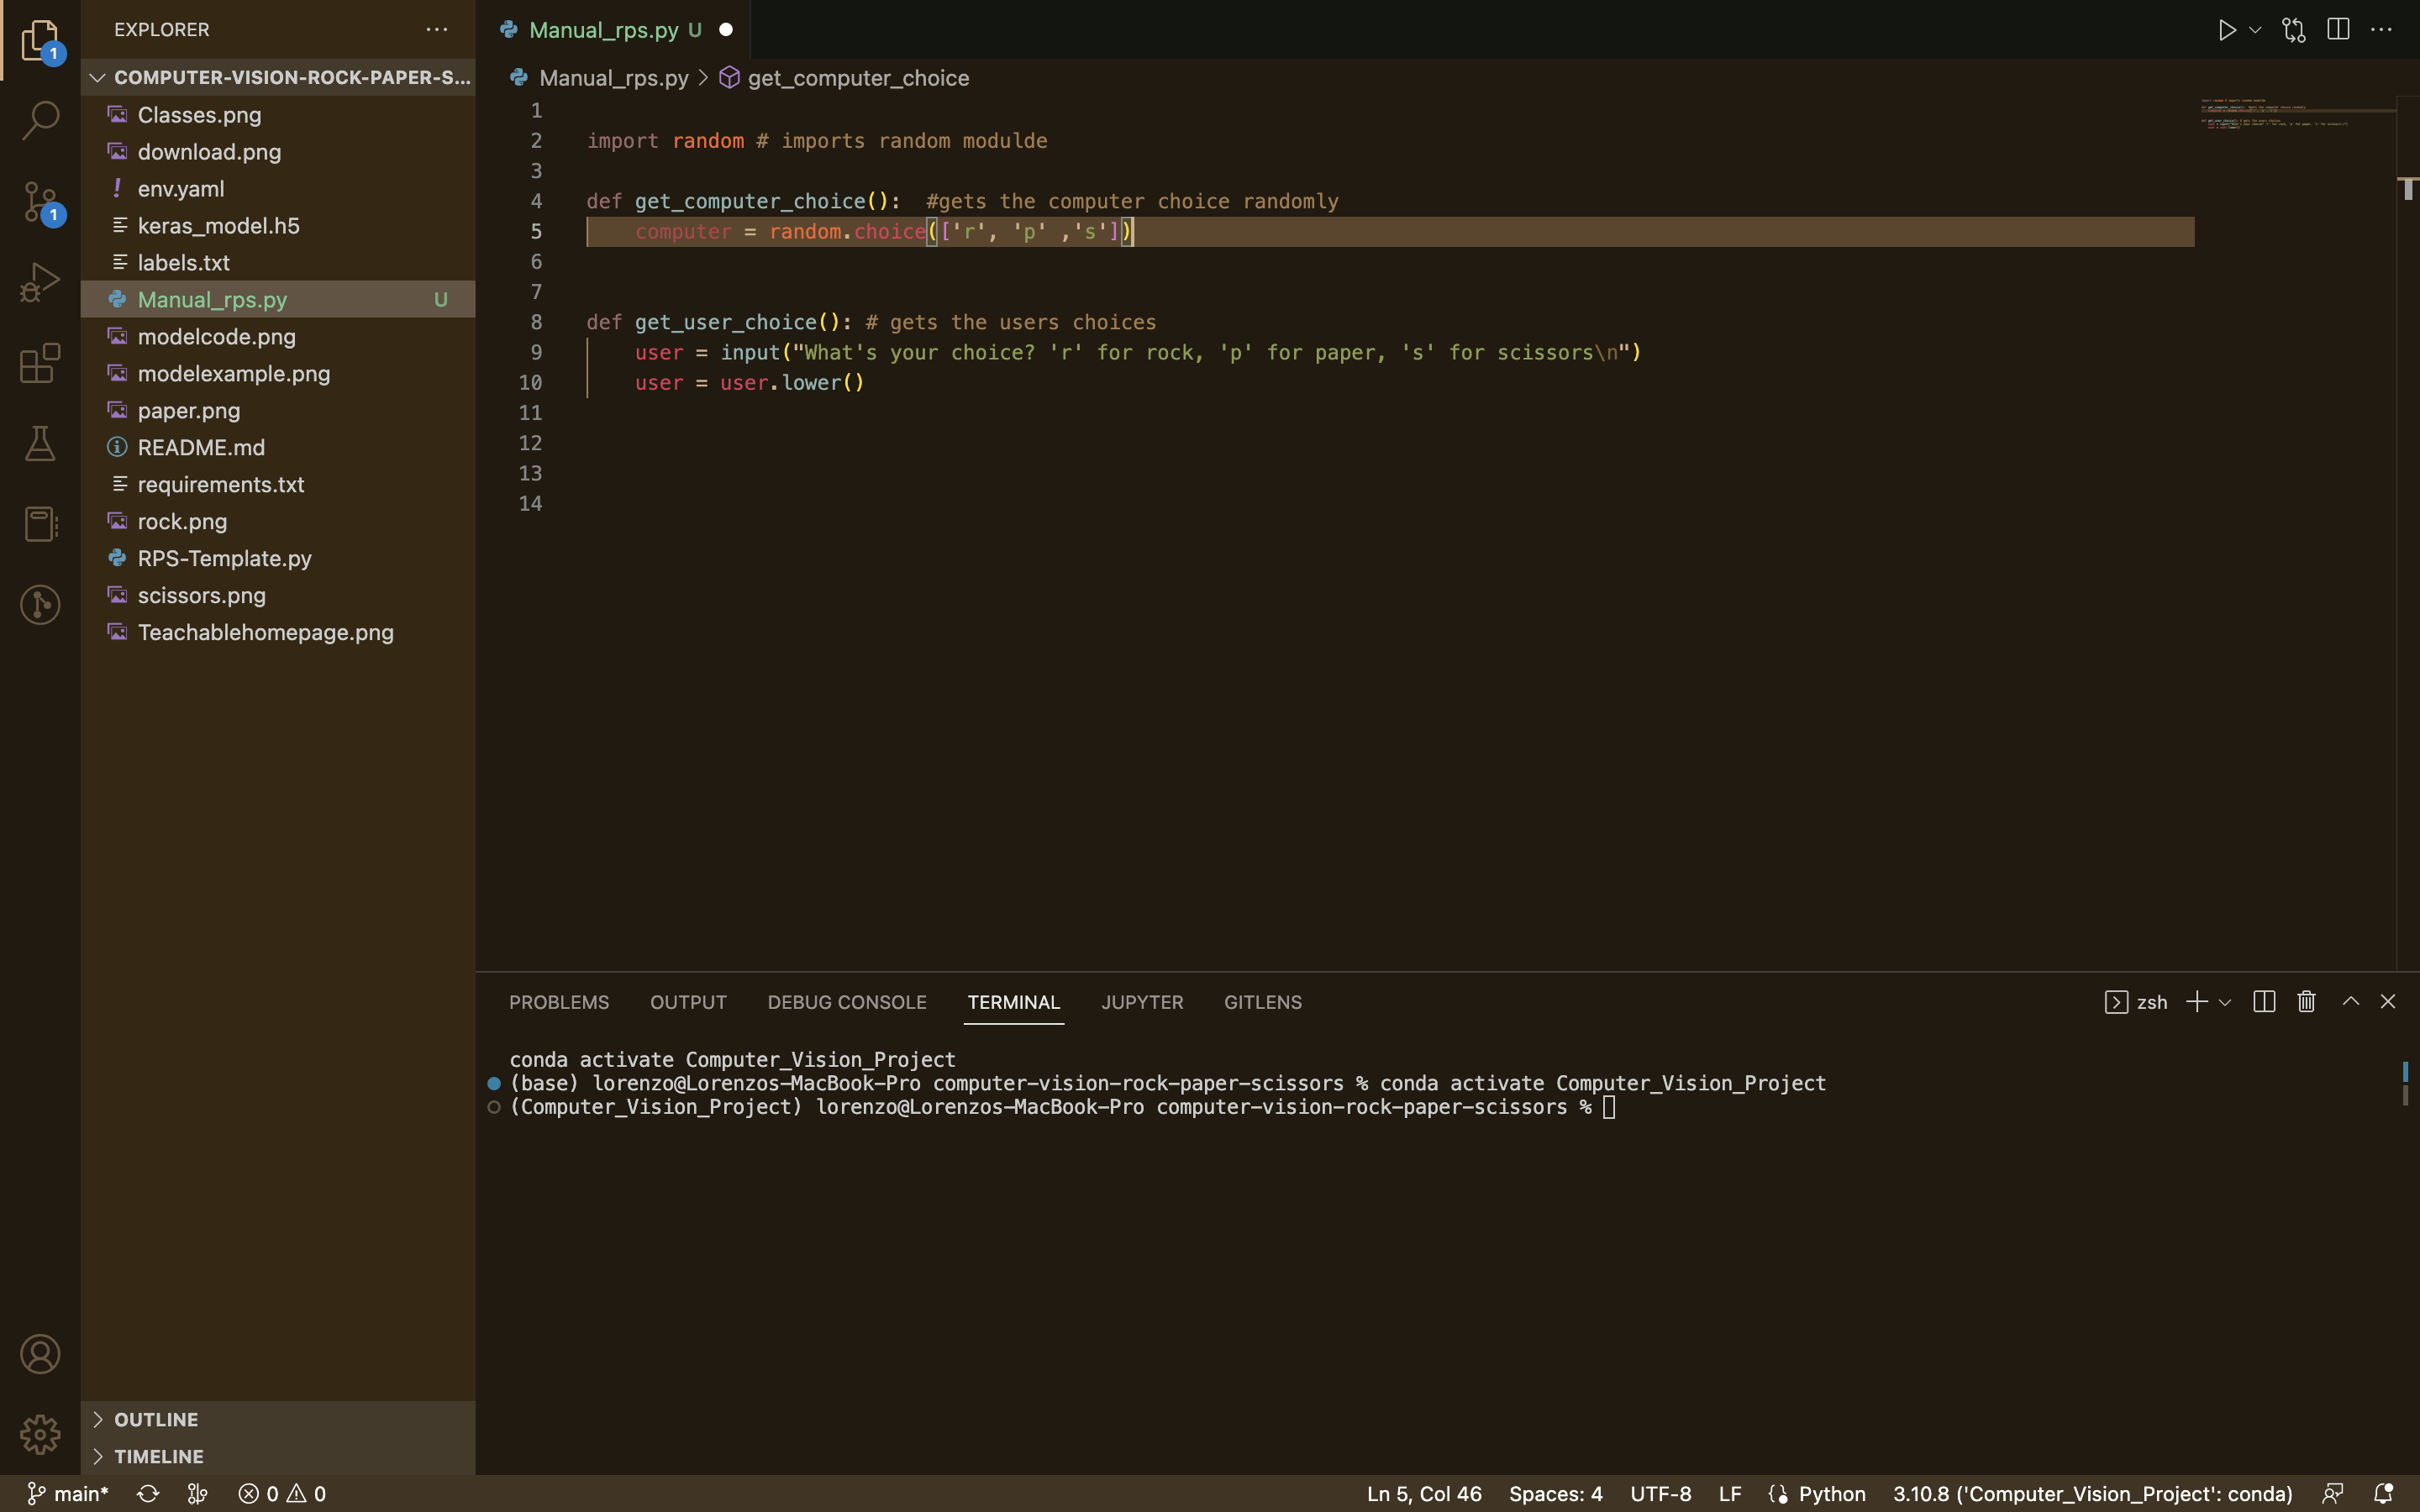 EXPLORER
COMPUTER-VISION-ROCK-PAPER-S...
Classes.png
download.png
env.yaml
keras_model.h5
labels.txt
Manual_rps.py U
modelcode.png
modelexample.png
paper.png
README.md
requirements.txt
rock.png
RPS-Template.py
scissors.png
Teachablehomepage.png
OUTLINE
TIMELINE
1
1
Manual_rps.py U
Manual_rps.py > get_computer_choice
1
2 import random # imports random modulde
3
4 def get_computer_choice():  #gets the computer choice randomly
5     computer = random.choice(['r', 'p' ,'s'])
6
7
8 def get_user_choice(): # gets the users choices
9     user = input("What's your choice? 'r' for rock, 'p' for paper, 's' for scissors\n")
10     user = user.lower()
11
12
13
14
PROBLEMS OUTPUT DEBUG CONSOLE TERMINAL JUPYTER GITLENS
zsh
conda activate Computer_Vision_Project
(base) lorenzo@Lorenzos-MacBook-Pro computer-vision-rock-paper-scissors % conda activate Computer_Vision_Project
(Computer_Vision_Project) lorenzo@Lorenzos-MacBook-Pro computer-vision-rock-paper-scissors %
main* 0 0 Ln 5, Col 46 Spaces: 4 UTF-8 LF Python 3.10.8 ('Computer_Vision_Project': conda)